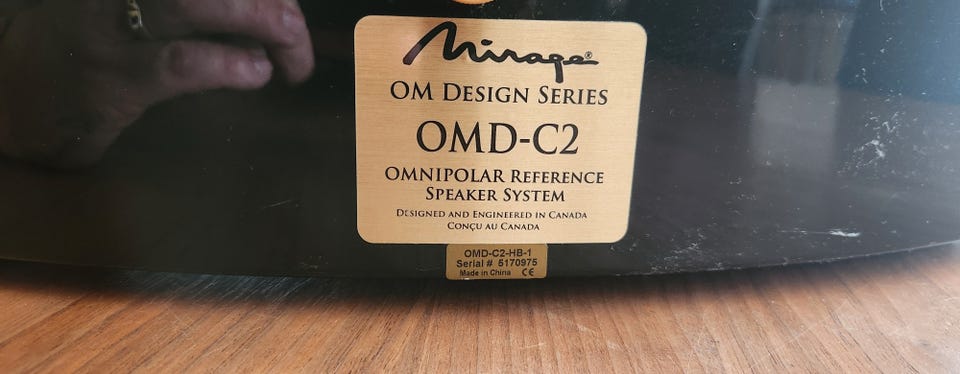 Mirage®
OM DESIGN SERIES
OMD-C2
OMNIPOLAR REFERENCE
SPEAKER SYSTEM
DESIGNED AND ENGINEERED IN CANADA
CONÇU AU CANADA
OMD-C2-HB-1
Serial # 5170975
Made in China CE